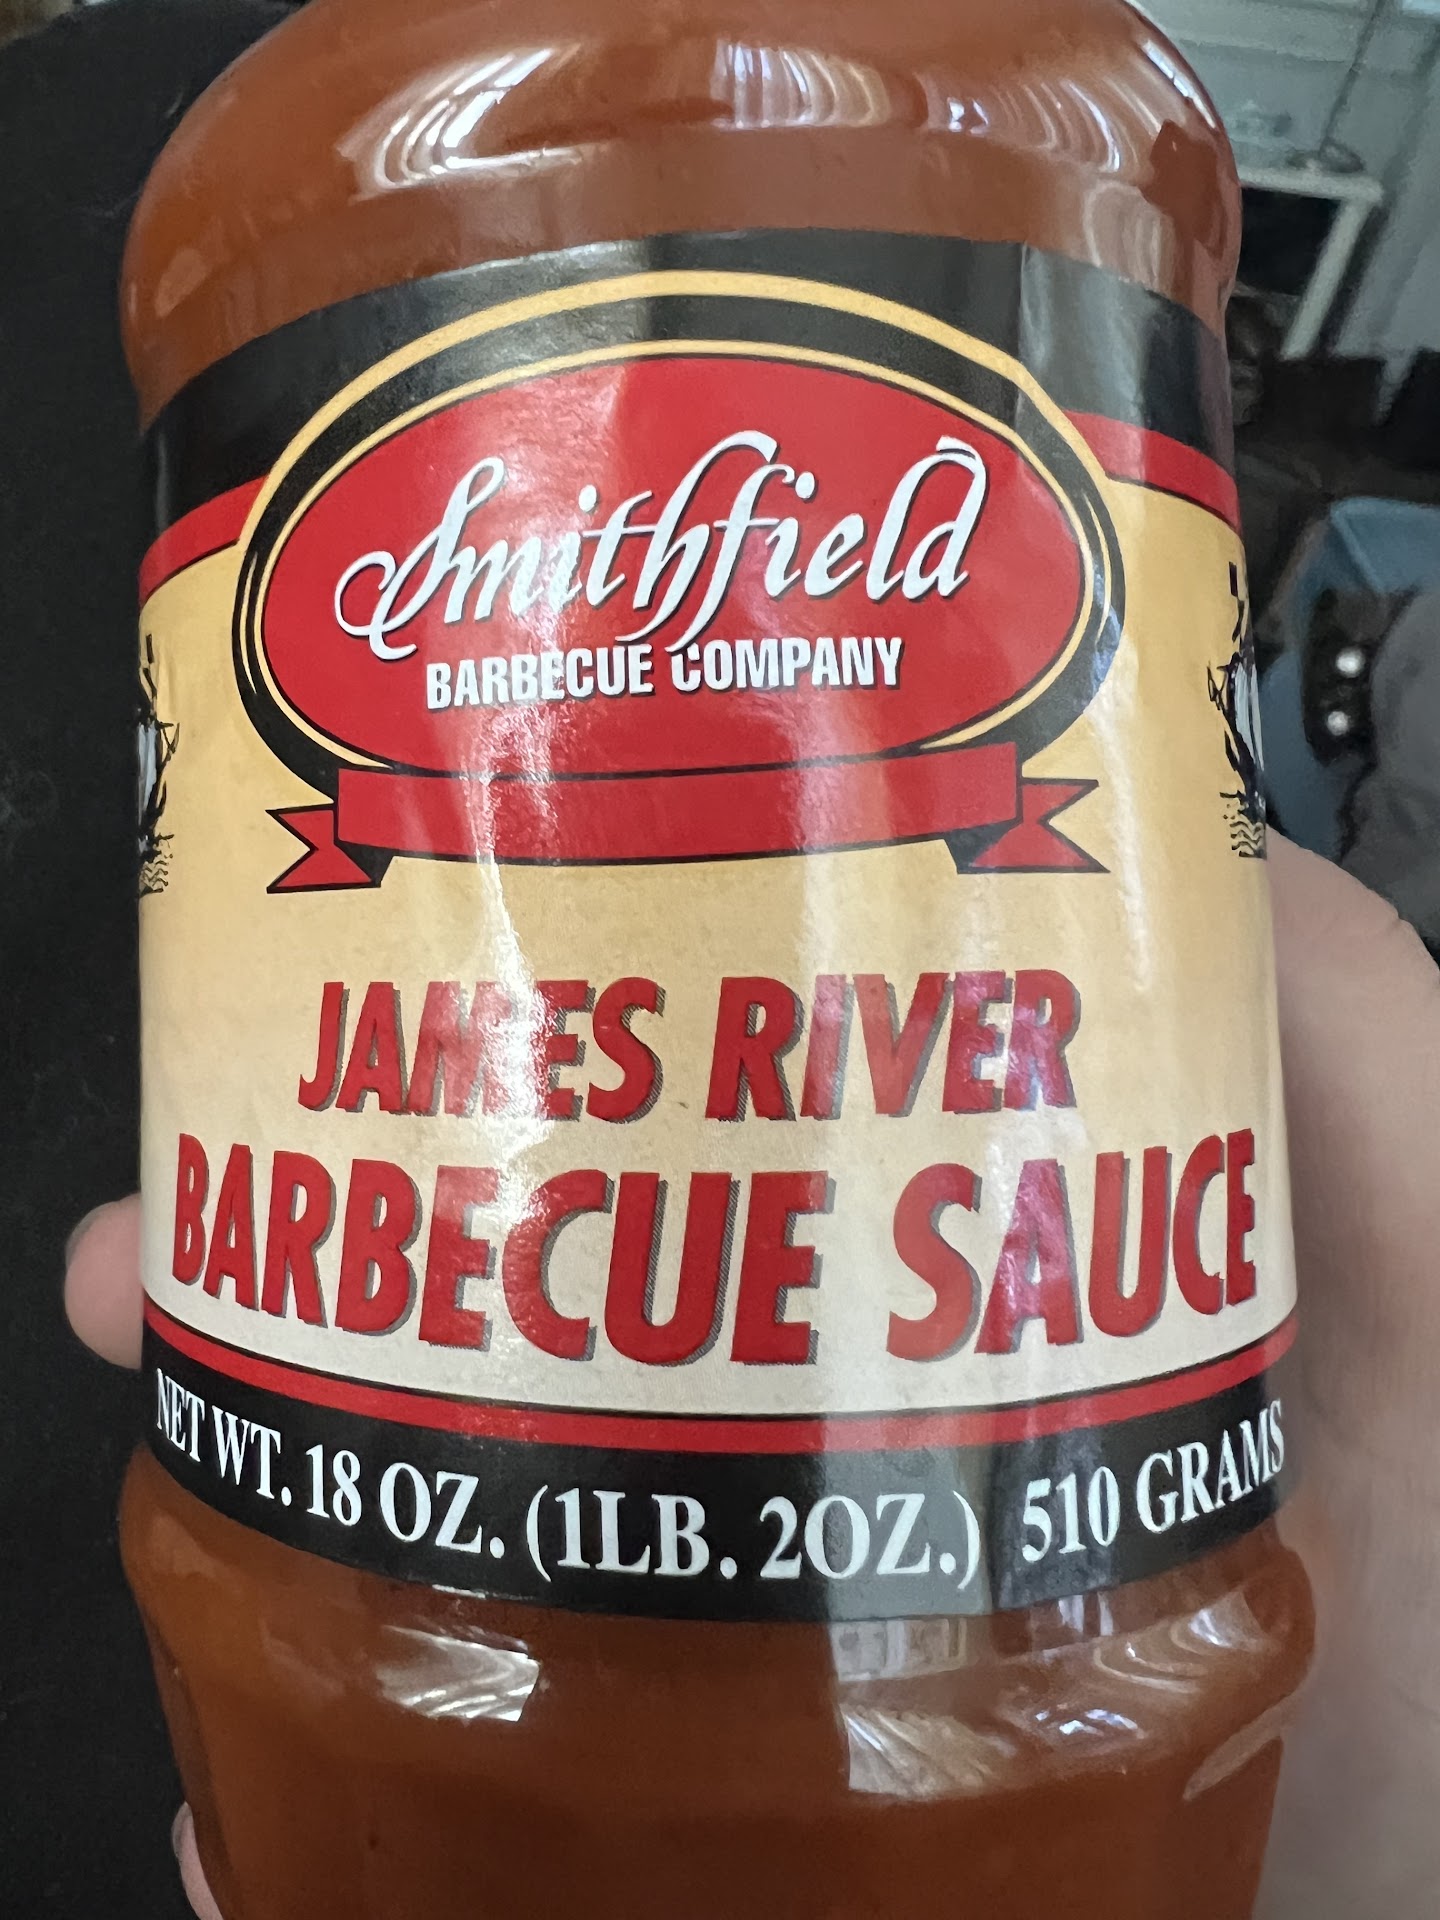 Smithfield
BARBECUE COMPANY
JAMES RIVER
BARBECUE SAUCE
NET WT. 18 OZ. (1LB. 2OZ.) 510 GRAMS